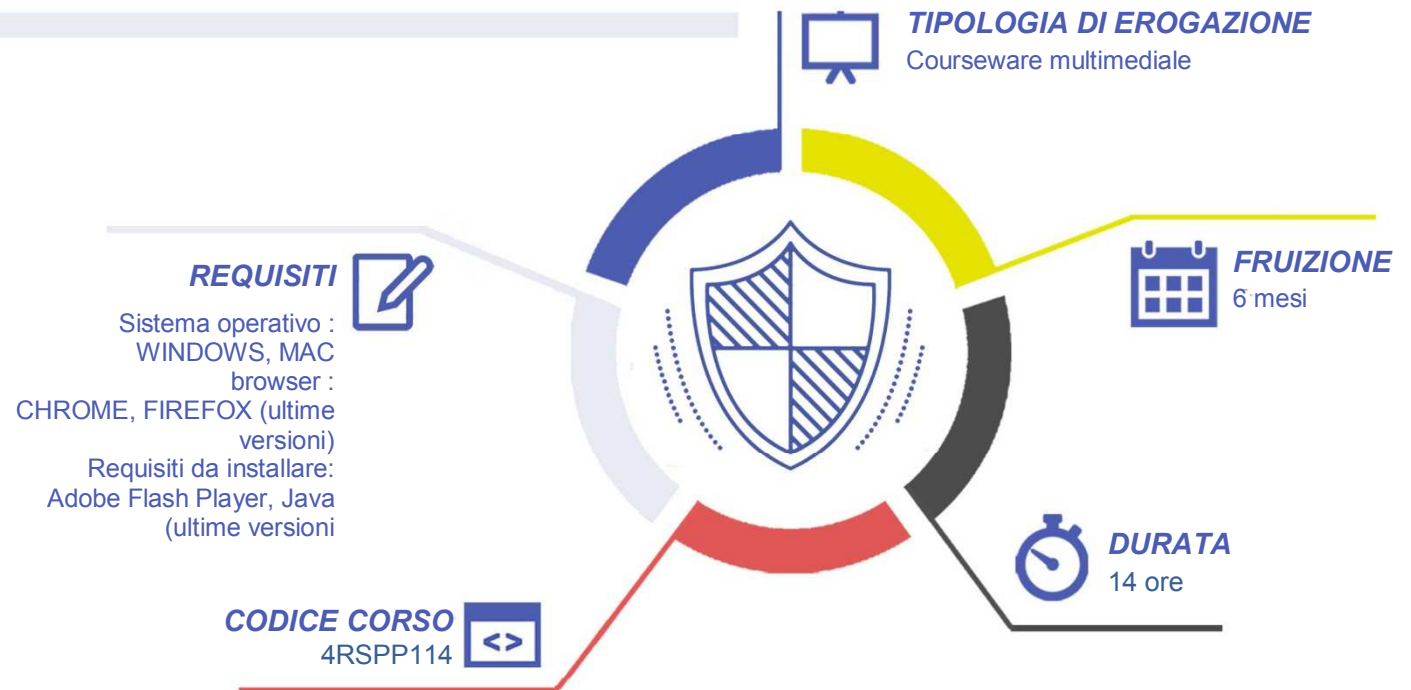 TIPOLOGIA DI EROGAZIONE
Courseware multimediale
REQUISITI
Sistema operativo :
WINDOWS, MAC
browser :
CHROME, FIREFOX (ultime
versioni)
Requisiti da installare:
Adobe Flash Player, Java
(ultime versioni
FRUIZIONE
6 mesi
DURATA
14 ore
CODICE CORSO
4RSPP114
<>